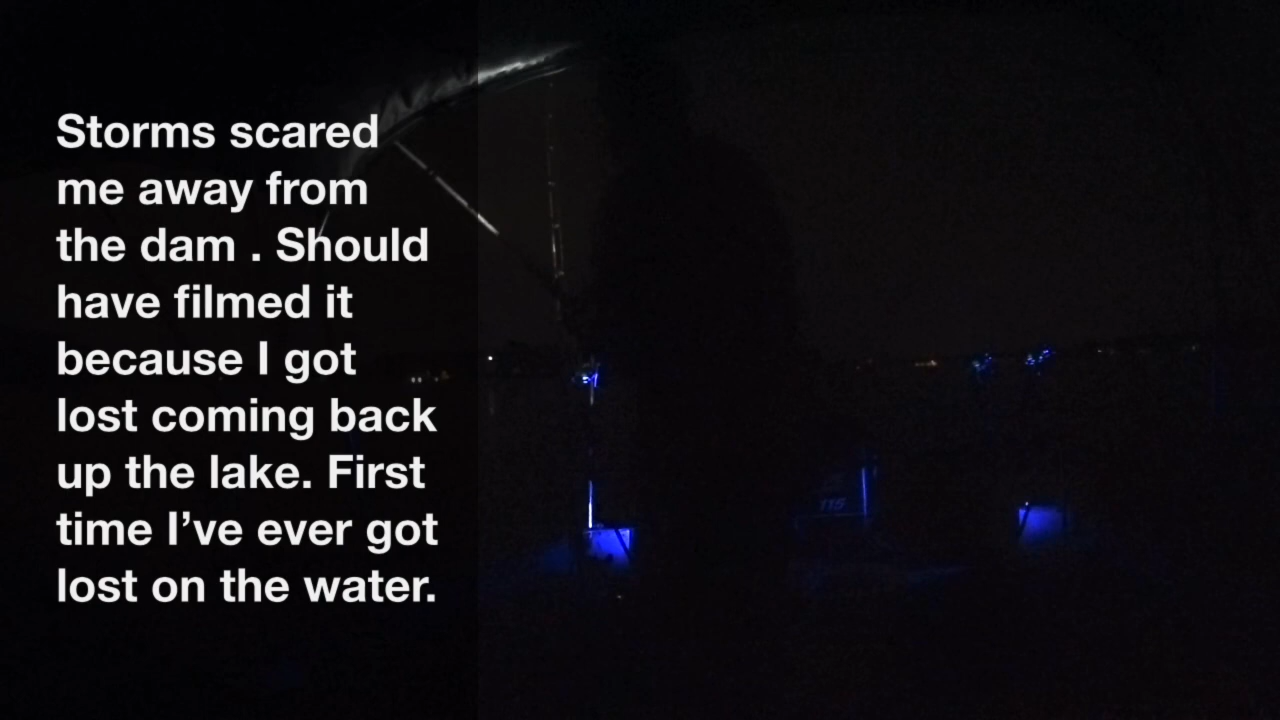 Storms scared
me away from
the dam . Should
have filmed it
because I got
lost coming back
up the lake. First
time I’ve ever got
lost on the water.
115